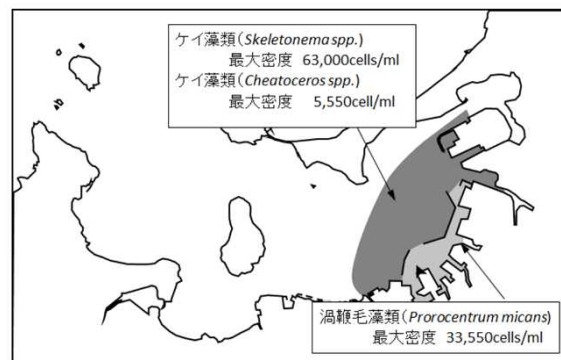 ケイ藻類(Skeletonema spp.)
最大密度 63,000cells/ml
ケイ藻類(Cheatoceros spp.)
最大密度 5,550cell/ml
渦鞭毛藻類(Prorocentrum micans)
最大密度 33,550cells/ml